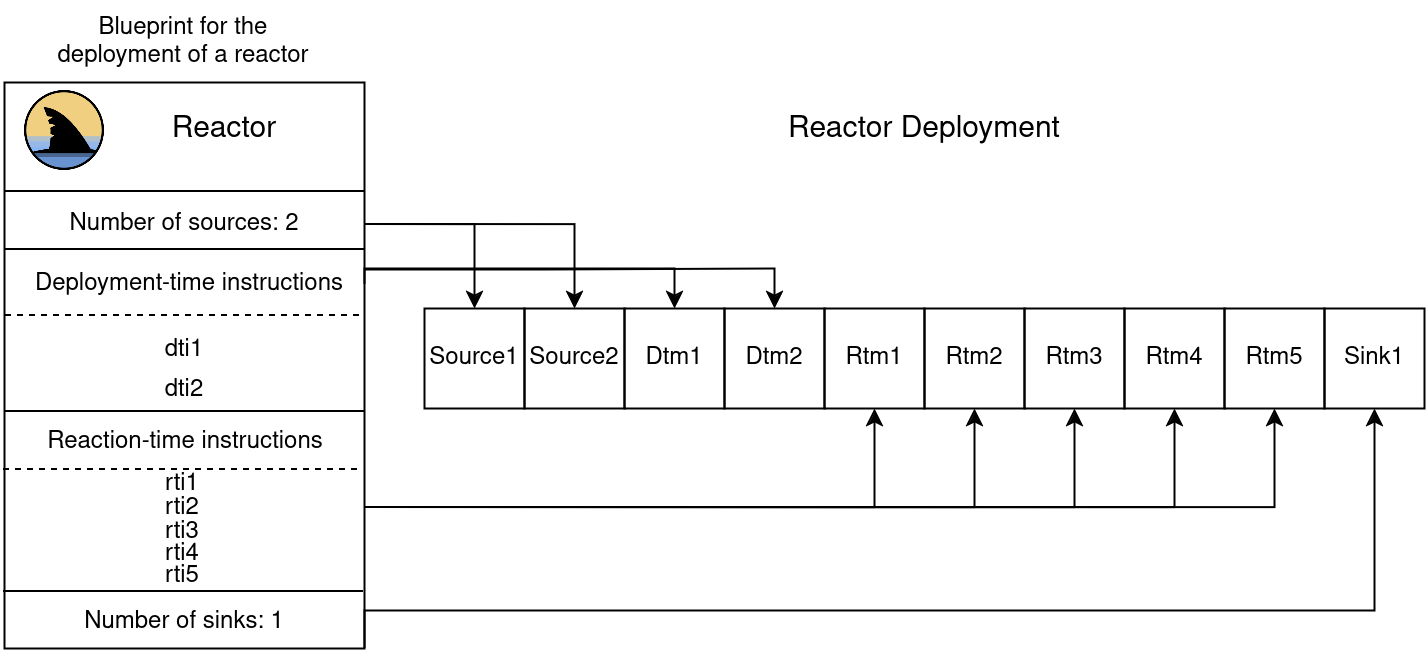 Blueprint for the
deployment of a reactor
Reactor
Reactor Deployment
Number of sources: 2
Deployment-time instructions
dti1
dti2
Source1 Source2 Dtm1 Dtm2 Rtm1 Rtm2 Rtm3 Rtm4 Rtm5 Sink1
Reaction-time instructions
rti1
rti2
rti3
rti4
rti5
Number of sinks: 1